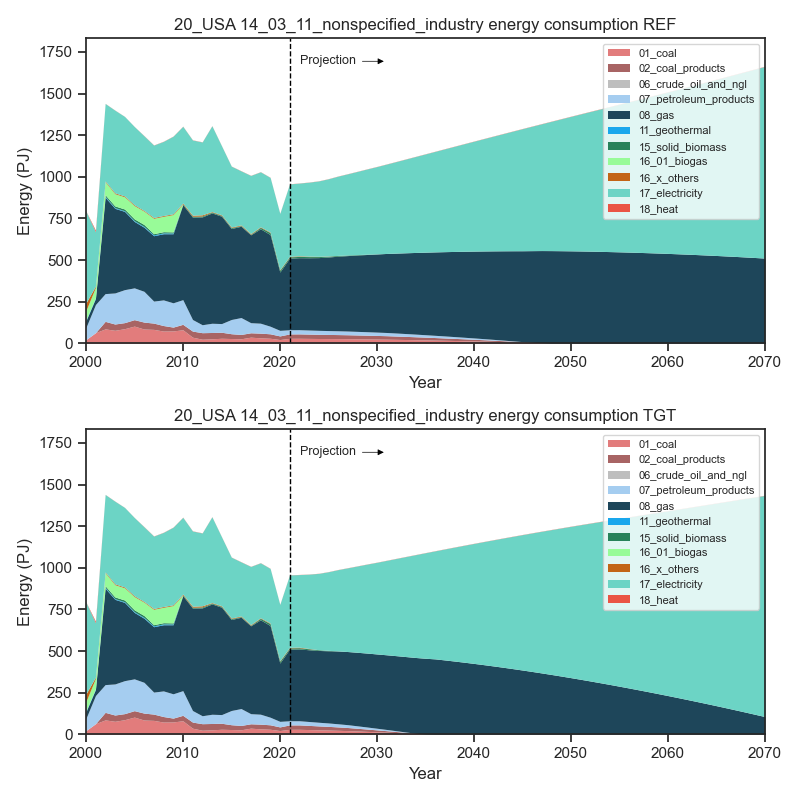 20_USA 14_03_11_nonspecified_industry energy consumption REF
Energy (PJ)
1750
1500
1250
1000
750
500
250
0
Projection
01_coal
02_coal_products
06_crude_oil_and_ngl
07_petroleum_products
08_gas
11_geothermal
15_solid_biomass
16_01_biogas
16_x_others
17_electricity
18_heat
2000 2010 2020 2030 2040 2050 2060 2070
Year
20_USA 14_03_11_nonspecified_industry energy consumption TGT
Energy (PJ)
1750
1500
1250
1000
750
500
250
0
Projection
01_coal
02_coal_products
06_crude_oil_and_ngl
07_petroleum_products
08_gas
11_geothermal
15_solid_biomass
16_01_biogas
16_x_others
17_electricity
18_heat
2000 2010 2020 2030 2040 2050 2060 2070
Year